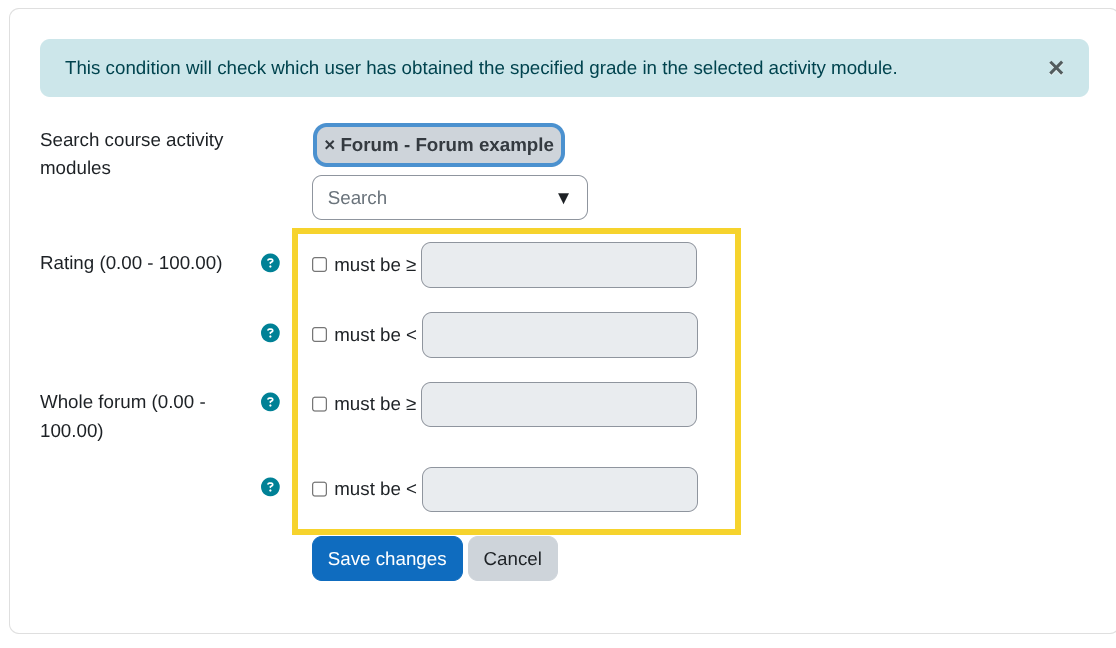 This condition will check which user has obtained the specified grade in the selected activity module. ×
Search course activity
modules
× Forum - Forum example
Search ▼
Rating (0.00 - 100.00) ? must be ≥
? must be <
Whole forum (0.00 -
100.00)
? must be ≥
? must be <
Save changes Cancel